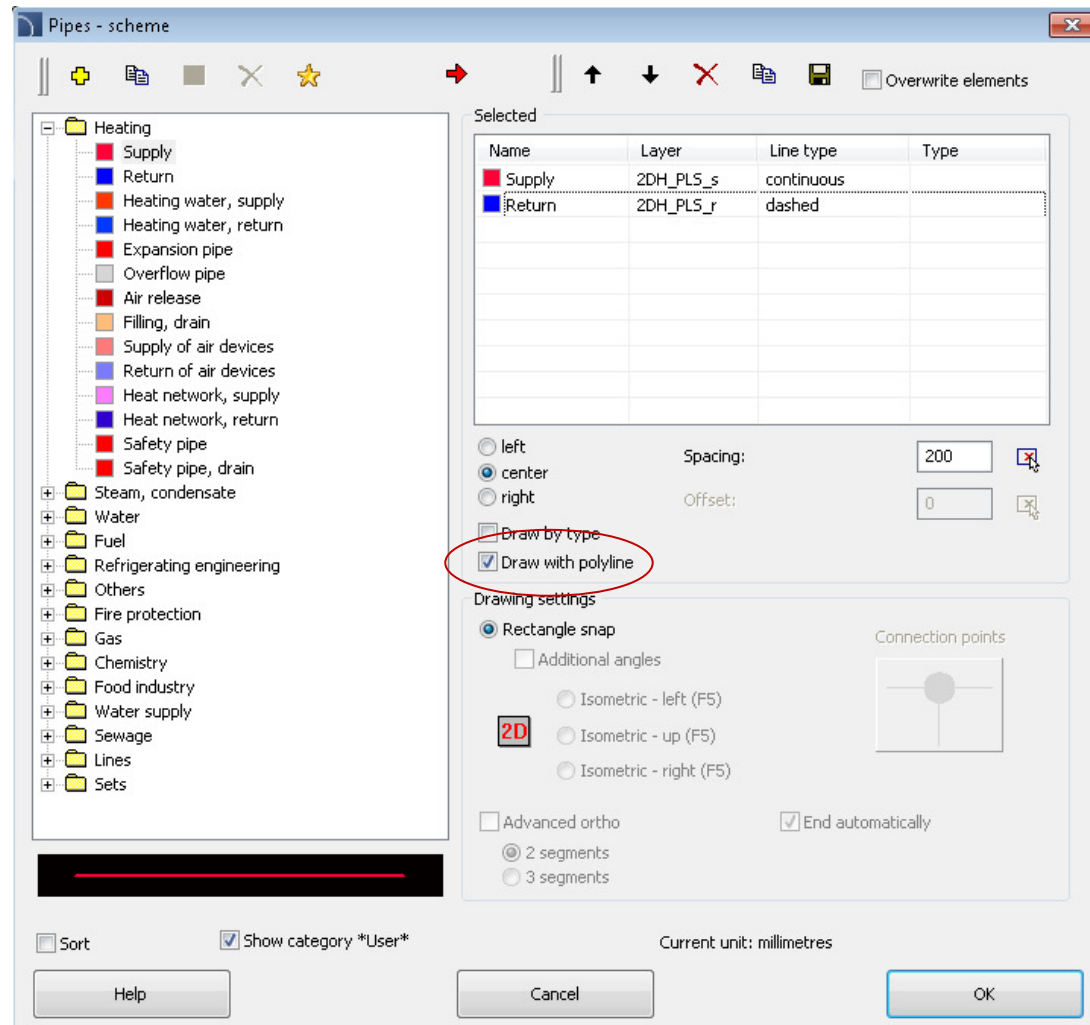 Pipes - scheme
Overwrite elements
Heating
Supply
Return
Heating water, supply
Heating water, return
Expansion pipe
Overflow pipe
Air release
Filling, drain
Supply of air devices
Return of air devices
Heat network, supply
Heat network, return
Safety pipe
Safety pipe, drain
Steam, condensate
Water
Fuel
Refrigerating engineering
Others
Fire protection
Gas
Chemistry
Food industry
Water supply
Sewage
Lines
Sets
Selected
Name Layer Line type Type
Supply 2DH_PLS_s continuous
Return 2DH_PLS_r dashed
left
center
right
Spacing: 200
Offset: 0
Draw by type
Draw with polyline
Drawing settings
Rectangle snap
Additional angles
Isometric - left (F5)
2D
Isometric - up (F5)
Isometric - right (F5)
Connection points
Advanced ortho
End automatically
2 segments
3 segments
Sort
Show category *User*
Current unit: millimetres
Help
Cancel
OK